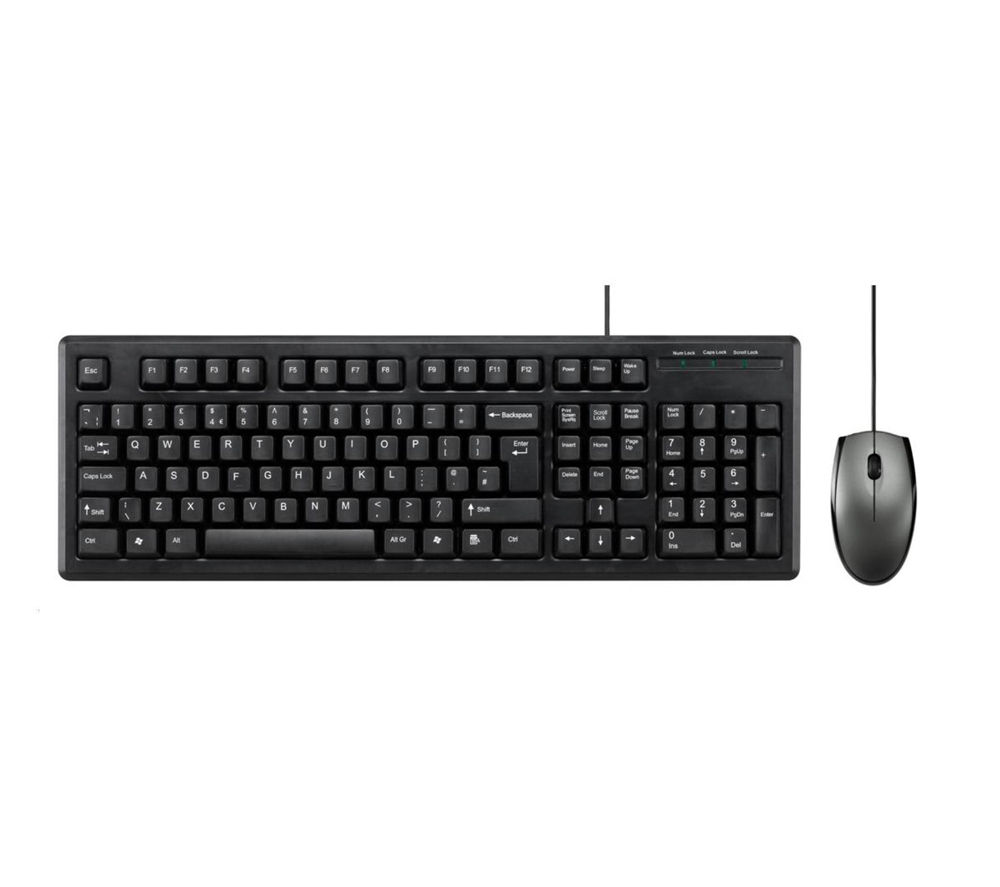 Num Lock Caps Lock Scroll Lock
Esc F1 F2 F3 F4 F5 F6 F7 F8 F9 F10 F11 F12 Power Sleep Wake Up
¬ ! " £ $ % ^ & * ( ) _ + ← Backspace Print Screen SysRq Scroll Lock Pause Break Num Lock / * −
` ¦ 1 2 3 4 € 5 6 7 8 9 0 - =
Tab Q W E R T Y U I O P { [ } ] Enter Insert Home Page Up 7 Home 8 ↑ 9 PgUp +
Caps Lock A S D F G H J K L : ; @ ' ~ # Delete End Page Down 4 ← 5 6 →
↑ Shift | \ Z X C V B N M < , > . ? / ↑ Shift ↑ 1 End 2 ↓ 3 PgDn Enter
Ctrl Alt Alt Gr Ctrl ← ↓ → 0 Ins . Del